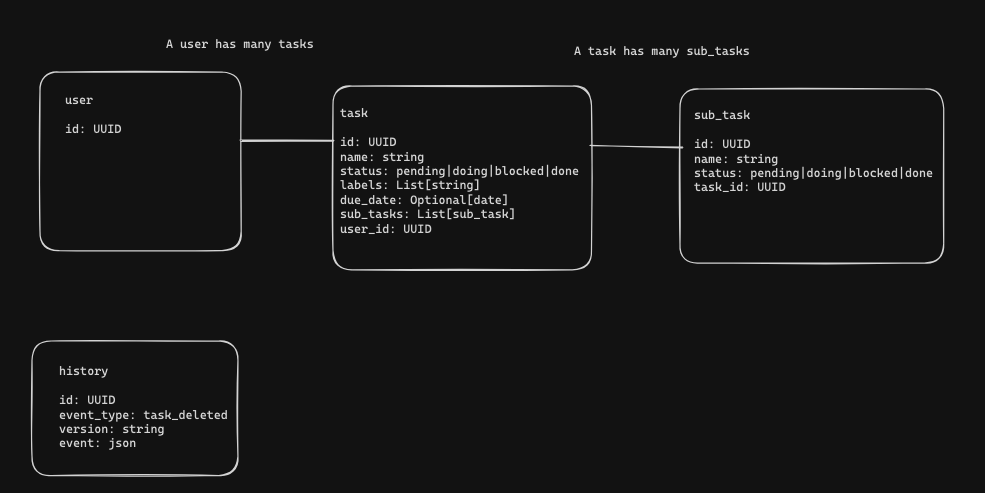 A user has many tasks
A task has many sub_tasks
user
id: UUID
task
id: UUID
name: string
status: pending|doing|blocked|done
labels: List[string]
due_date: Optional[date]
sub_tasks: List[sub_task]
user_id: UUID
sub_task
id: UUID
name: string
status: pending|doing|blocked|done
task_id: UUID
history
id: UUID
event_type: task_deleted
version: string
event: json